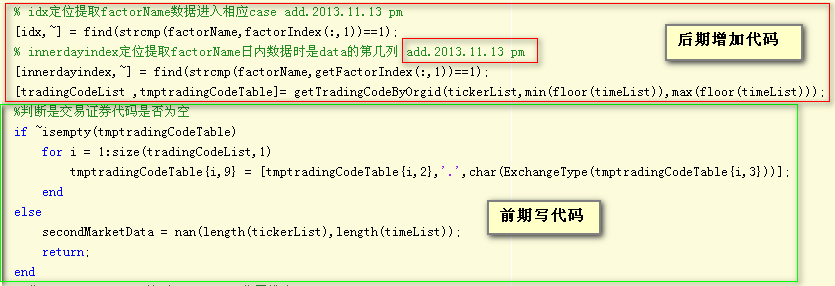 % idx定位提取factorName数据进入相应case add.2013.11.13 pm
[idx,~] = find(strcmp(factorName,factorIndex(:,1))==1);
% innerdayindex定位提取factorName日内数据时是data的第几列 add.2013.11.13 pm
后期增加代码
[innerdayindex,~] = find(strcmp(factorName,getFactorIndex(:,1))==1);
[tradingCodeList ,tmptradingCodeTable]= getTradingCodeByOrgid(tickerList,min(floor(timeList)),max(floor(timeList)));
%判断是交易证券代码是否为空
if ~isempty(tmptradingCodeTable)
for i = 1:size(tradingCodeList,1)
tmptradingCodeTable{i,9} = [tmptradingCodeTable{i,2},'.',char(ExchangeType(tmptradingCodeTable{i,3}))];
end
else
前期写代码
secondMarketData = nan(length(tickerList),length(timeList));
return;
end